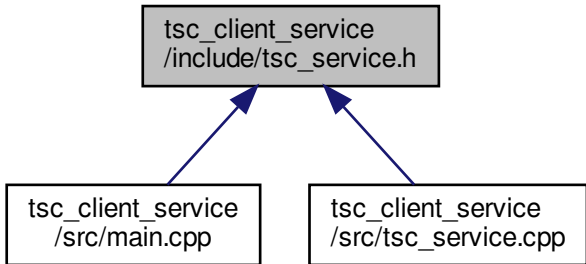 tsc_client_service
/include/tsc_service.h
tsc_client_service
/src/main.cpp
tsc_client_service
/src/tsc_service.cpp